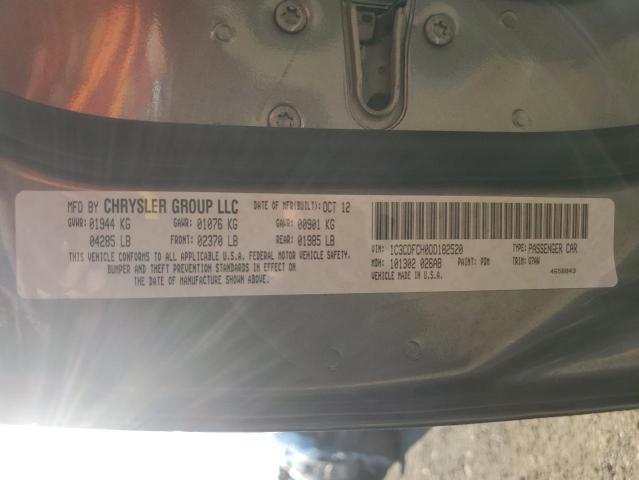 MFD BY CHRYSLER GROUP LLC DATE OF MFR(BUILT):OCT 12
GVWR: 01944 KG GAWR: 01076 KG GAWR: 00901 KG
04285 LB FRONT: 02370 LB REAR: 01985 LB
THIS VEHICLE CONFORMS TO ALL APPLICABLE U.S.A. FEDERAL MOTOR VEHICLE SAFETY,
BUMPER AND THEFT PREVENTION STANDARDS IN EFFECT ON
THE DATE OF MANUFACTURE SHOWN ABOVE.
VIN: 1C3CDFCH0DD182520 TYPE: PASSENGER CAR
MDH: 101302 026AB PAINT: PDM TRIM: G7AW
VEHICLE MADE IN U.S.A. 4658843